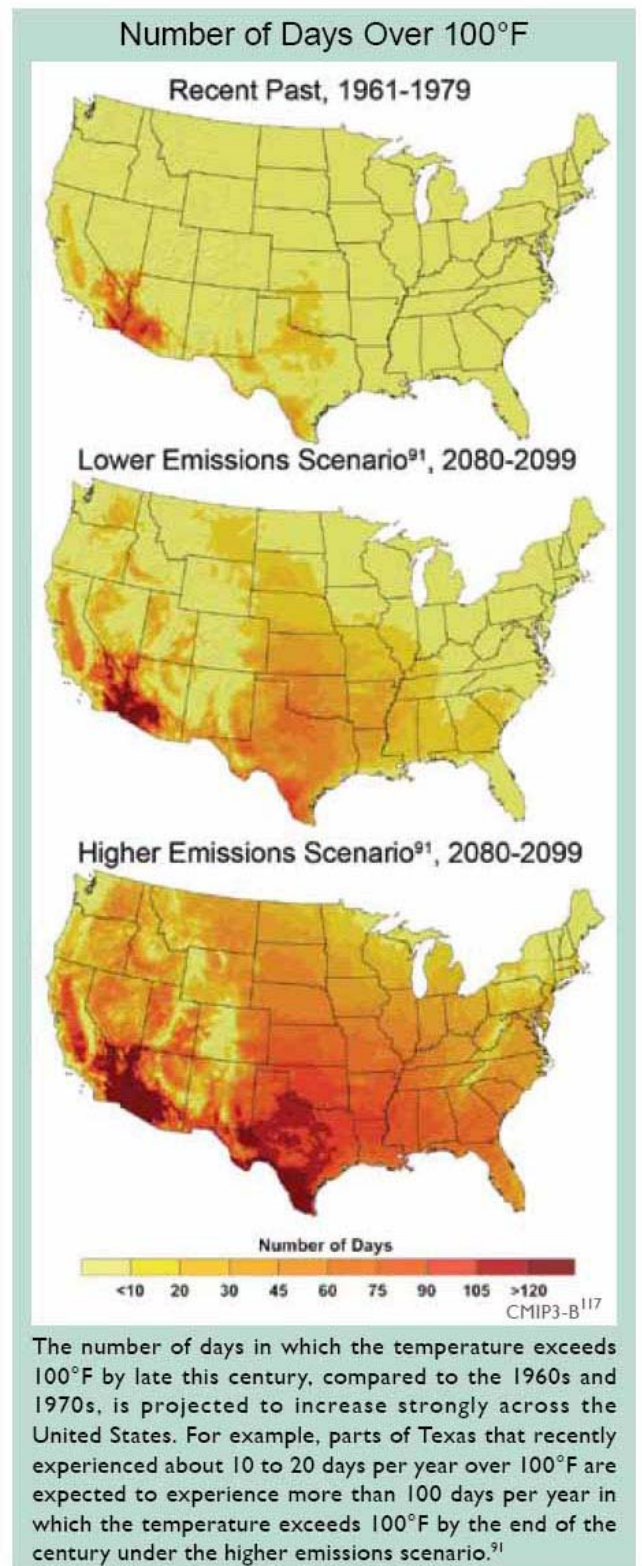 Number of Days Over 100°F
Recent Past, 1961-1979
Lower Emissions Scenario⁹¹, 2080-2099
Higher Emissions Scenario⁹¹, 2080-2099
Number of Days
<10 20 30 45 60 75 90 105 >120
CMIP3-B¹¹⁷
The number of days in which the temperature exceeds
100°F by late this century, compared to the 1960s and
1970s, is projected to increase strongly across the
United States. For example, parts of Texas that recently
experienced about 10 to 20 days per year over 100°F are
expected to experience more than 100 days per year in
which the temperature exceeds 100°F by the end of the
century under the higher emissions scenario.⁹¹